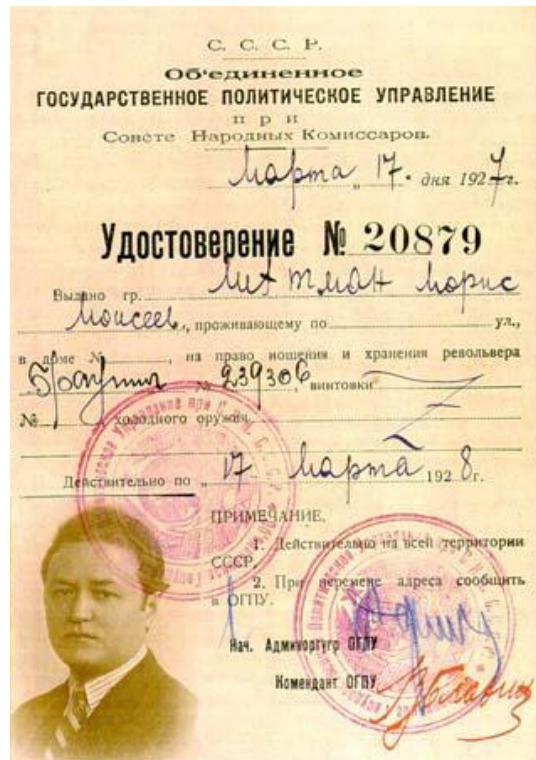 С. С. С. Р.
Об'единенное
ГОСУДАРСТВЕННОЕ ПОЛИТИЧЕСКОЕ УПРАВЛЕНИЕ
при
Совете Народных Комиссаров.
Марта „ 17 . дня 1927г.
Удостоверение № 20879
Выдано гр. Лихтман Морис
Моисеев., проживающему по ул.,
в доме № , на право ношения и хранения револьвера
Браунинг № 239306 винтовки
№ холодного оружия
Действительно по „ 17 Марта 1928г.
ПРИМЕЧАНИЕ.
1. Действительно на всей территории
СССР.
2. При перемене адреса сообщить
в ОГПУ.
Нач. Админоргупр ОГПУ
Комендант ОГПУ